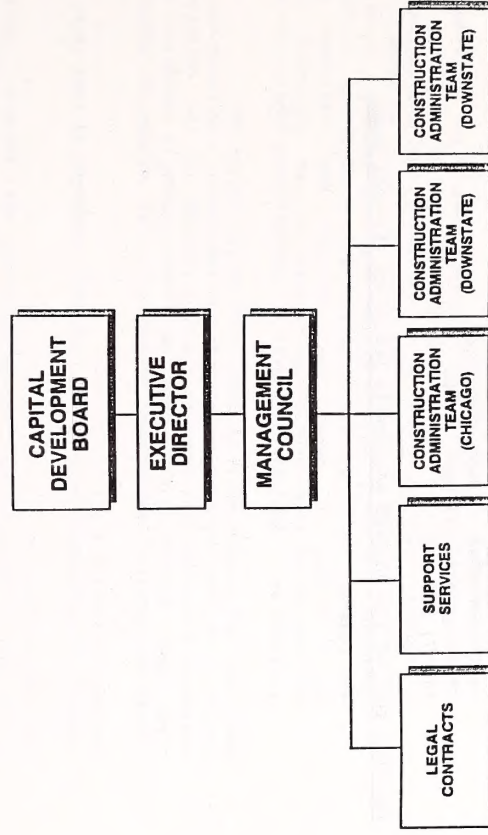 CAPITAL
DEVELOPMENT
BOARD
EXECUTIVE
DIRECTOR
MANAGEMENT
COUNCIL
LEGAL
CONTRACTS
SUPPORT
SERVICES
CONSTRUCTION
ADMINISTRATION
TEAM
(CHICAGO)
CONSTRUCTION
ADMINISTRATION
TEAM
(DOWNSTATE)
CONSTRUCTION
ADMINISTRATION
TEAM
(DOWNSTATE)